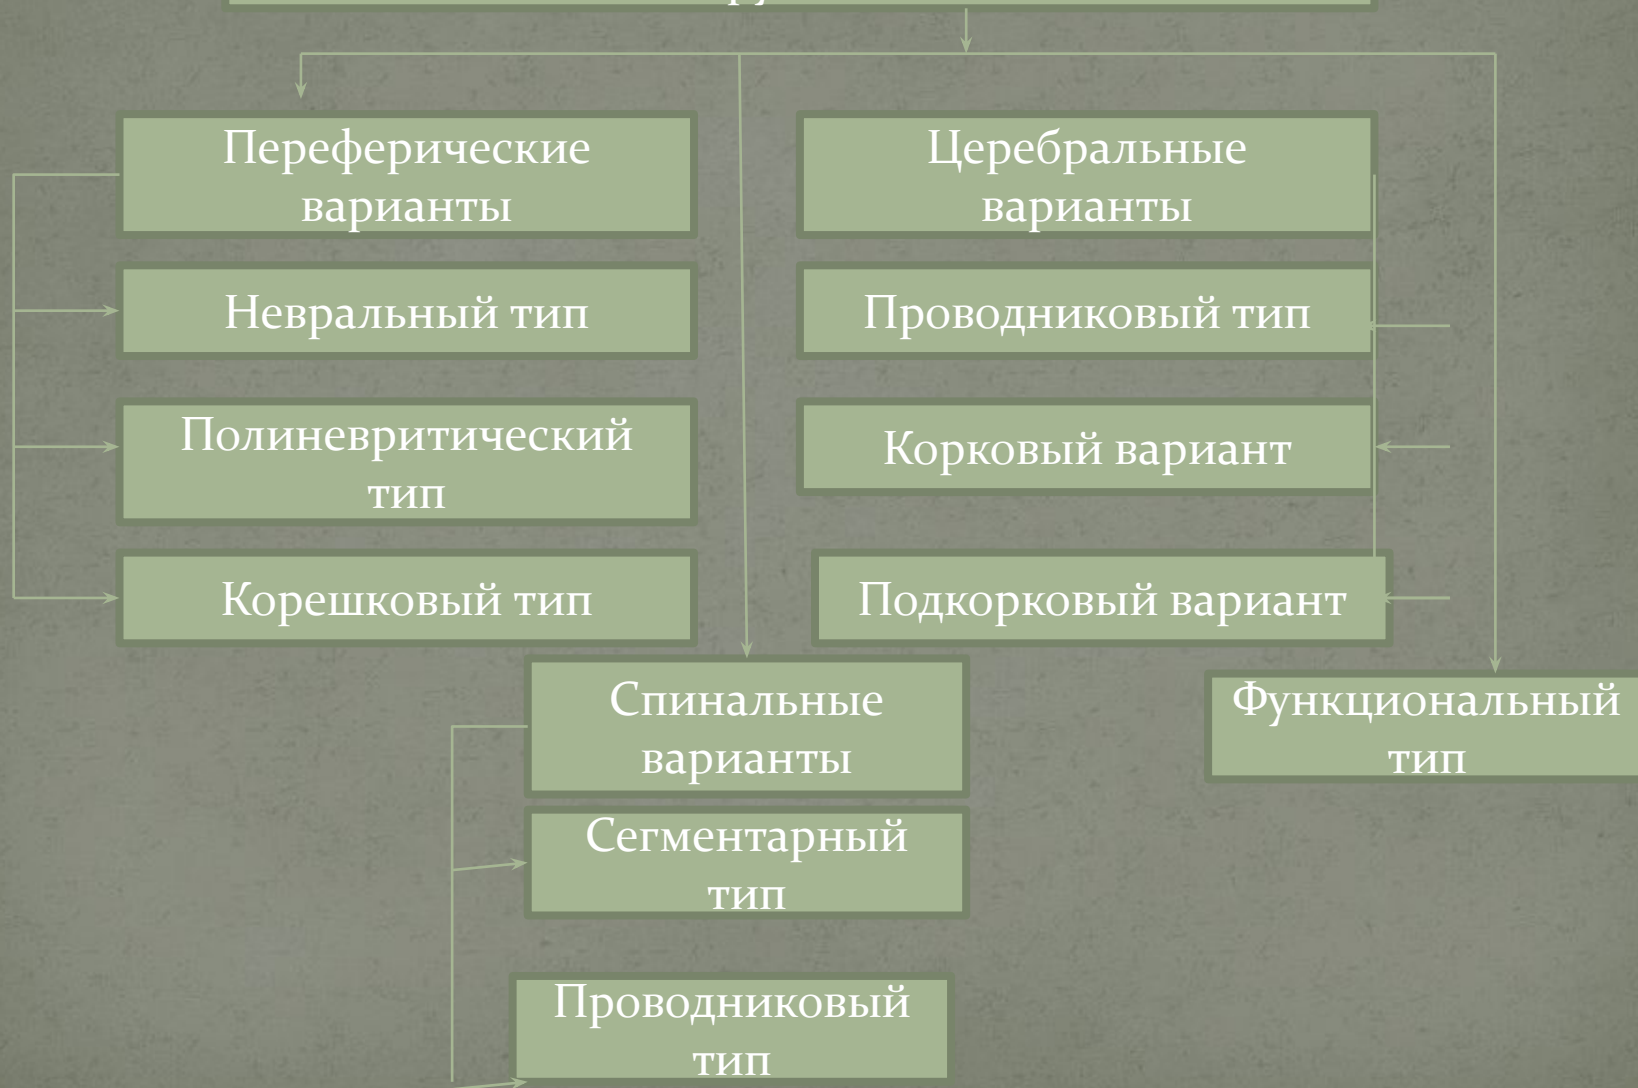 Переферические
варианты
Невральный тип
Полиневритический
тип
Корешковый тип
Церебральные
варианты
Проводниковый тип
Корковый вариант
Подкорковый вариант
Спинальные
варианты
Сегментарный
тип
Проводниковый
тип
Функциональный
тип